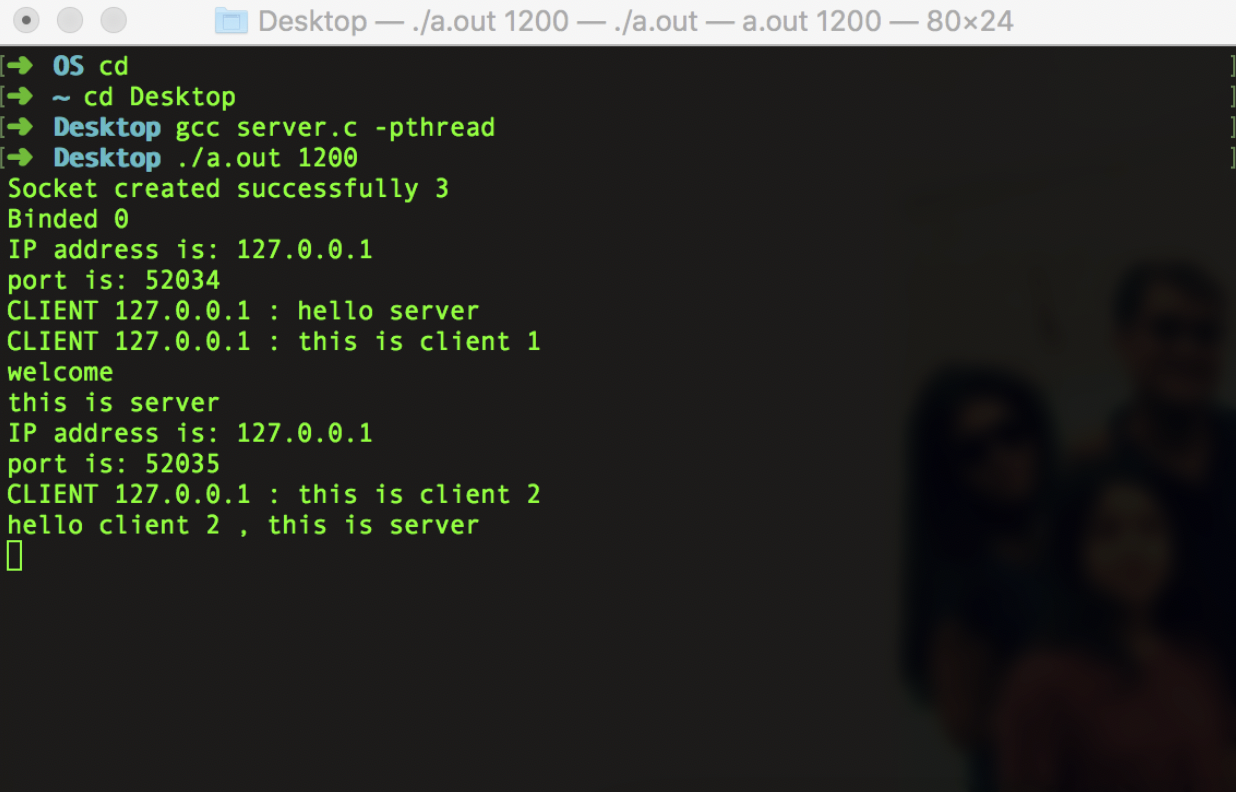 Desktop — ./a.out 1200 — ./a.out — a.out 1200 — 80×24
[➜ OS cd ]
[➜ ~ cd Desktop ]
[➜ Desktop gcc server.c -pthread ]
[➜ Desktop ./a.out 1200 ]
Socket created successfully 3
Binded 0
IP address is: 127.0.0.1
port is: 52034
CLIENT 127.0.0.1 : hello server
CLIENT 127.0.0.1 : this is client 1
welcome
this is server
IP address is: 127.0.0.1
port is: 52035
CLIENT 127.0.0.1 : this is client 2
hello client 2 , this is server